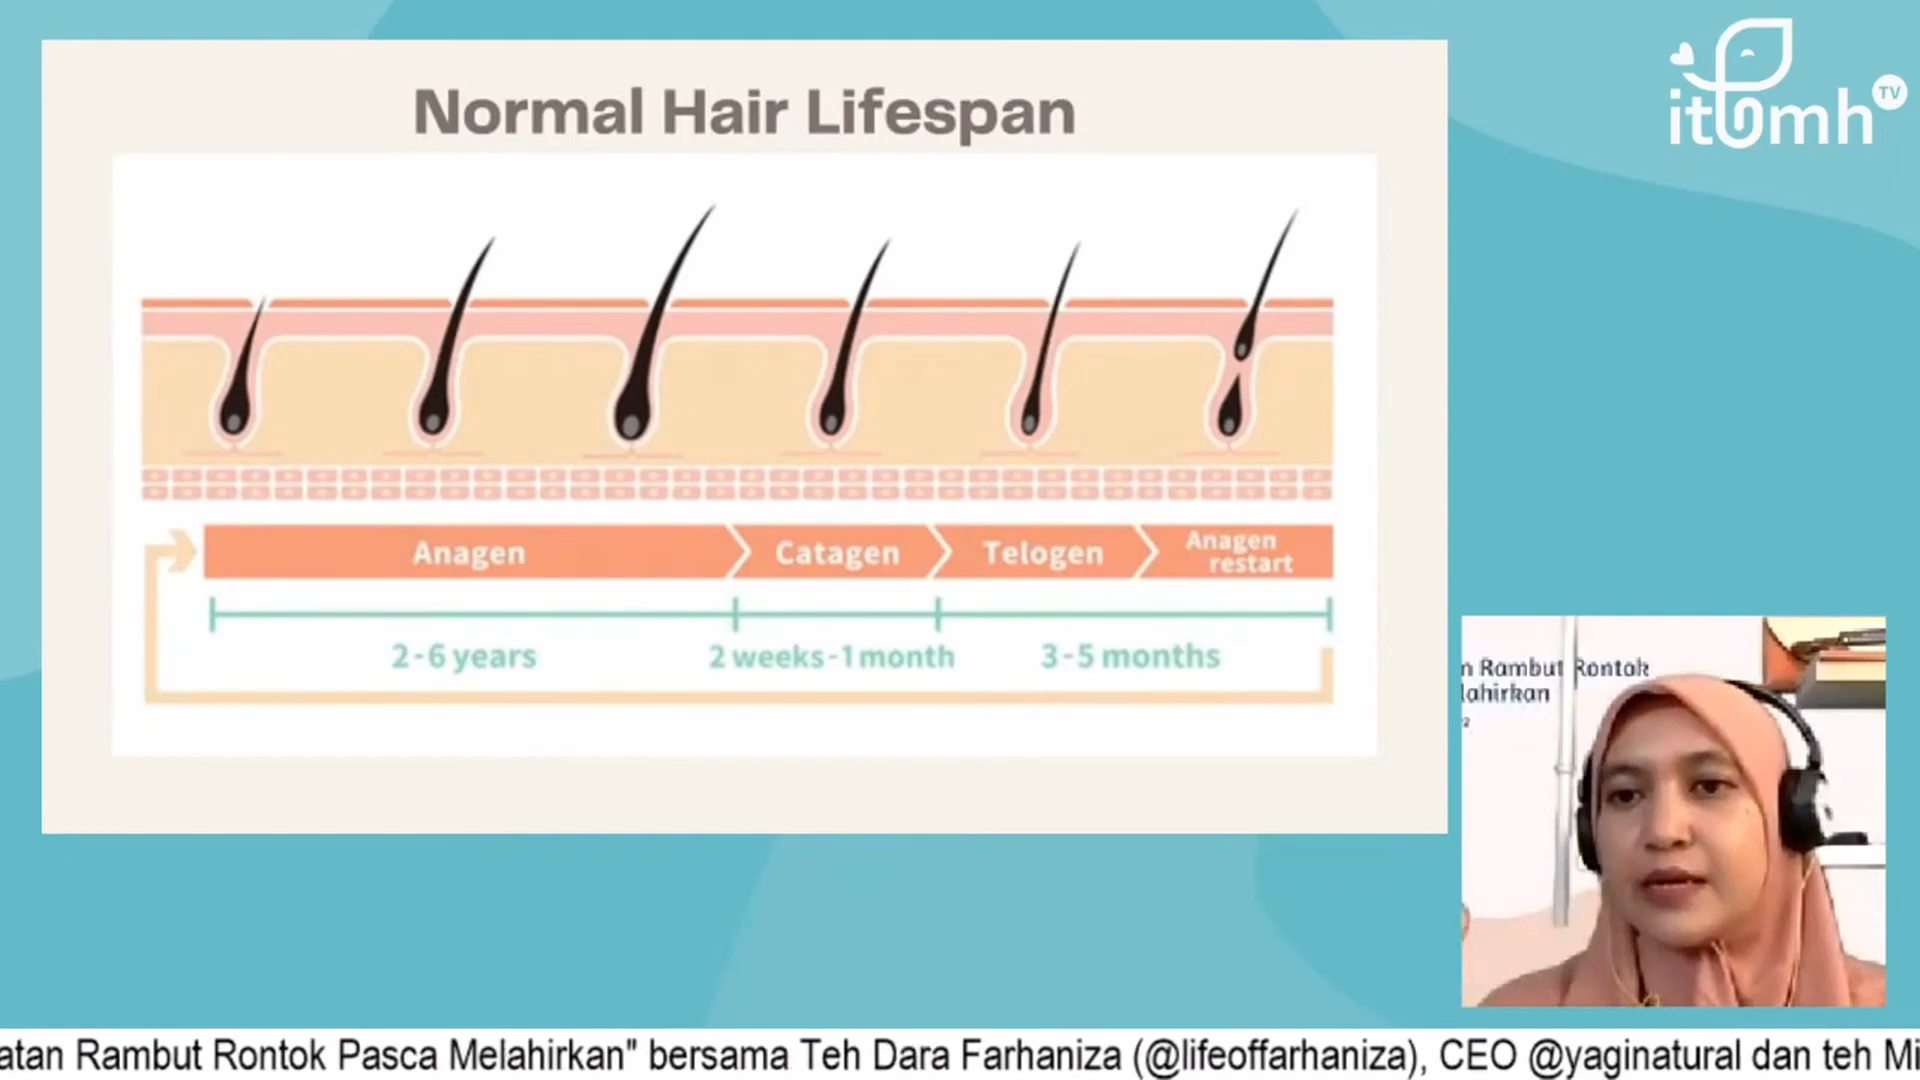 Normal Hair Lifespan
itbmh TV
Anagen
Catagen
Telogen
Anagen
restart
2-6 years
2 weeks-1 month
3-5 months
n Rambut Rontok
lahirkan
atan Rambut Rontok Pasca Melahirkan" bersama Teh Dara Farhaniza (@lifeoffarhaniza), CEO @yaginatural dan teh Mi